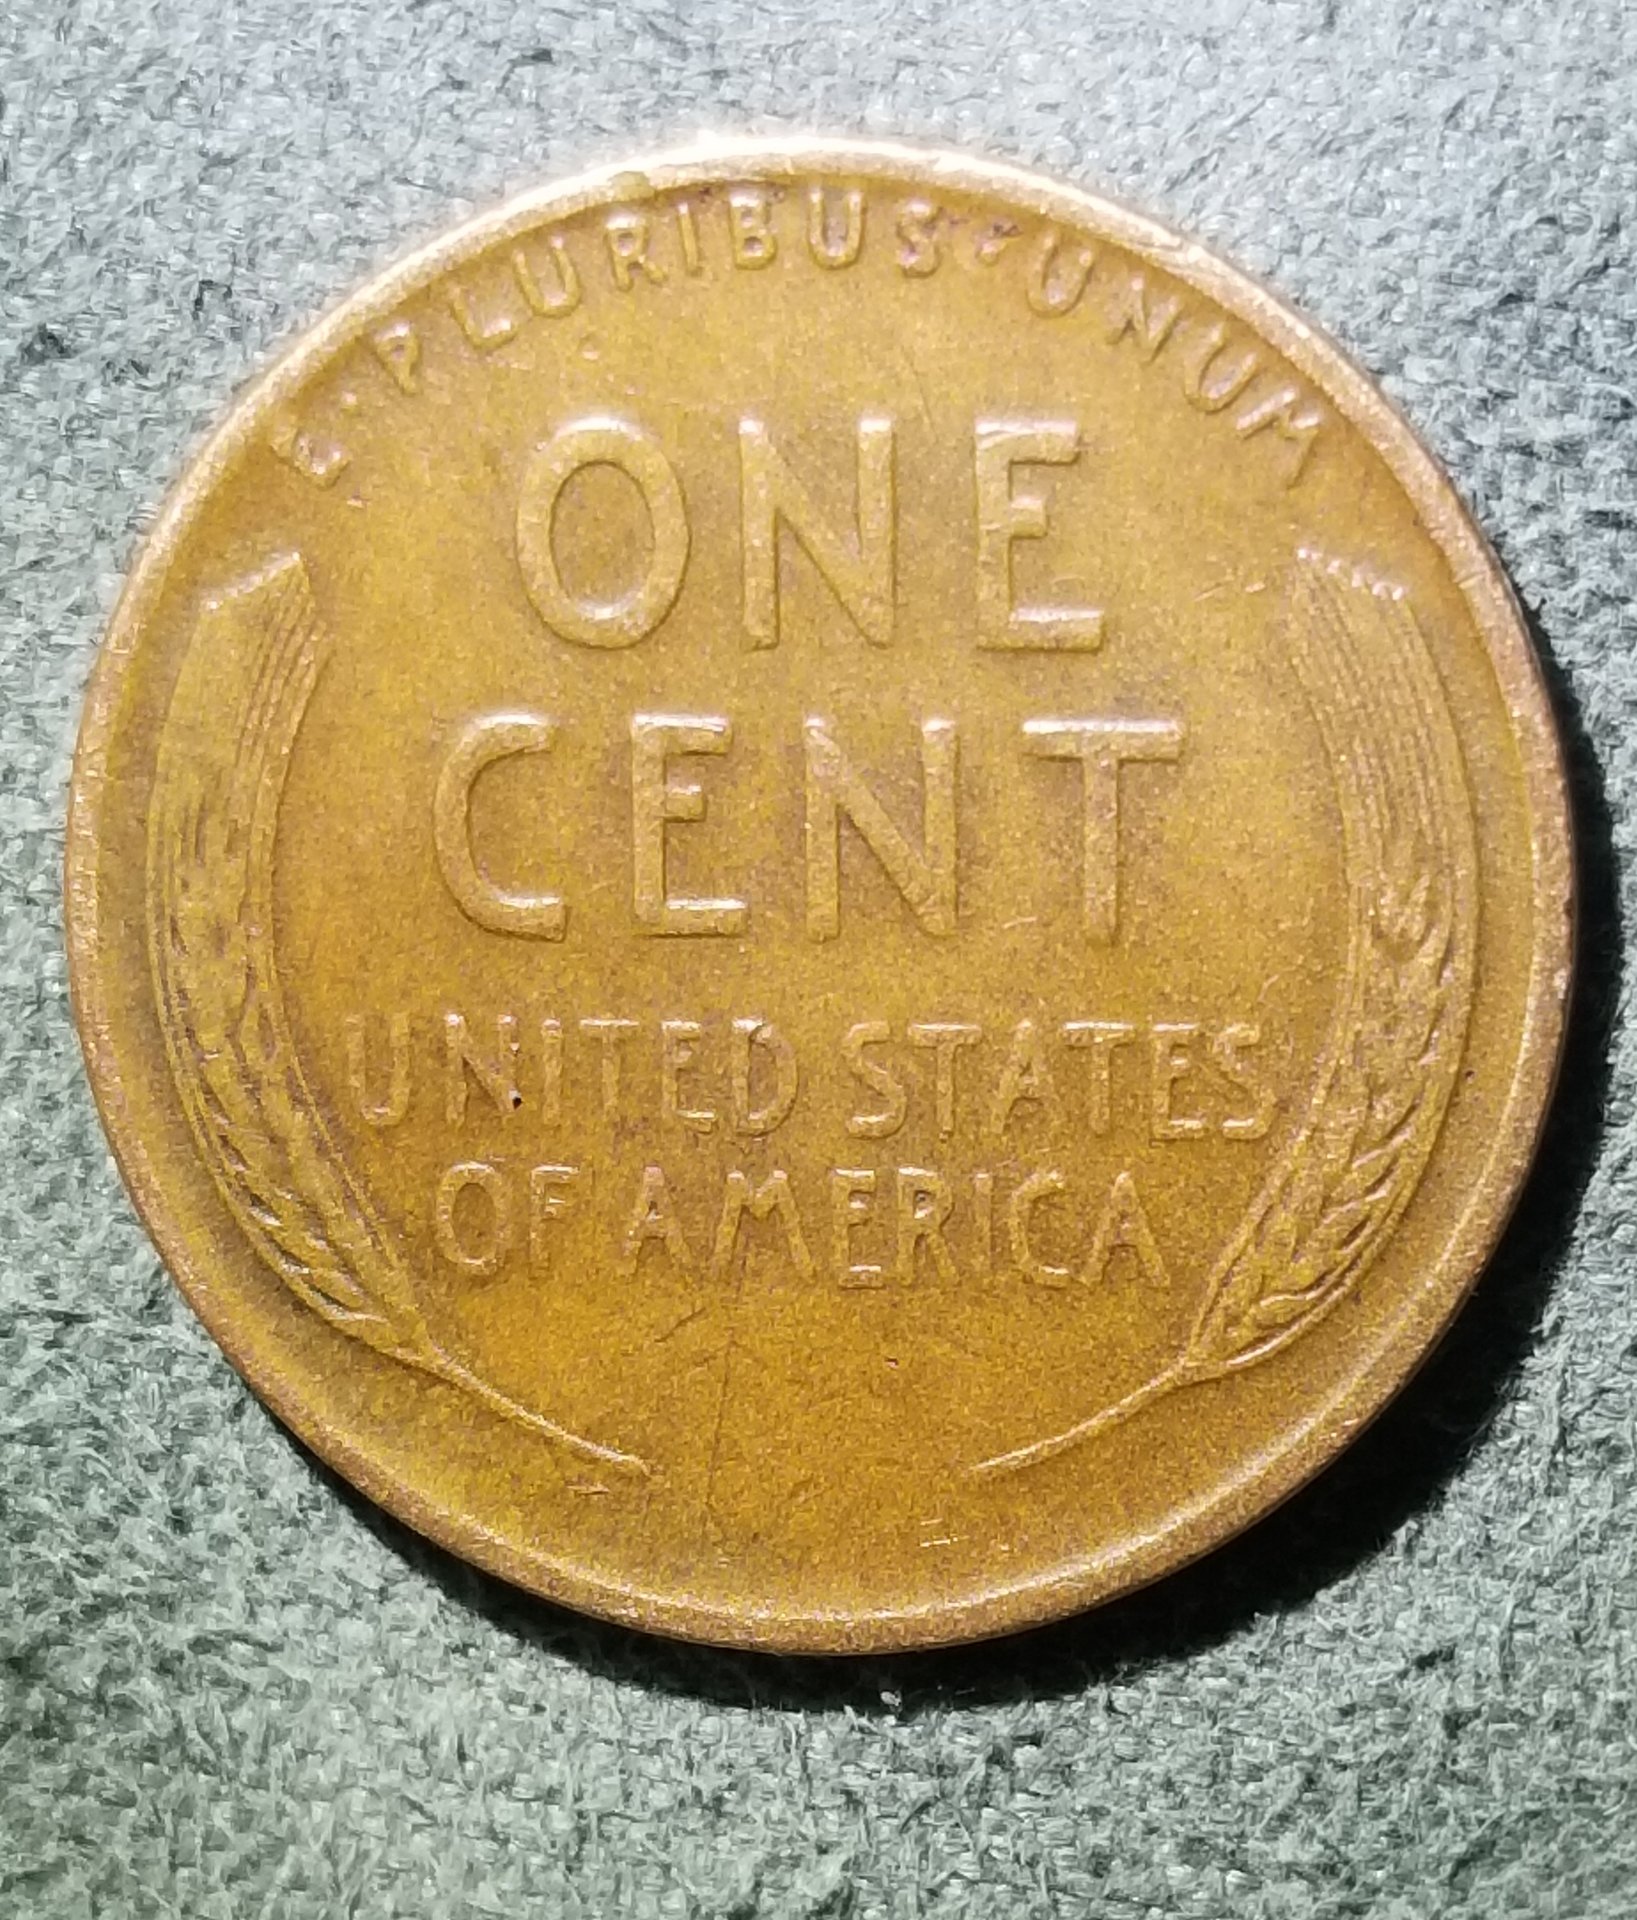 E·PLURIBUS·UNUM
ONE
CENT
UNITED STATES
OF AMERICA